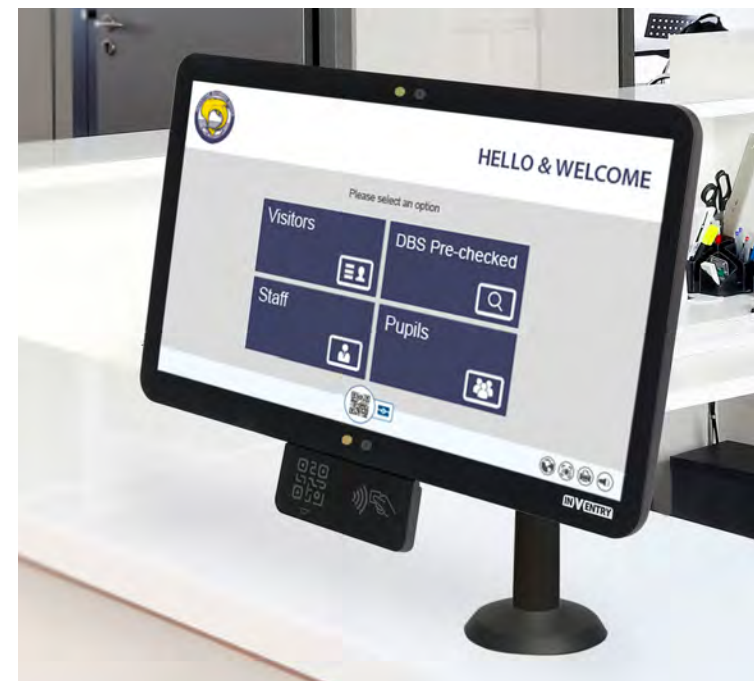 HELLO & WELCOME
Please select an option
Visitors
DBS Pre-checked
Staff
Pupils
INVENTRY